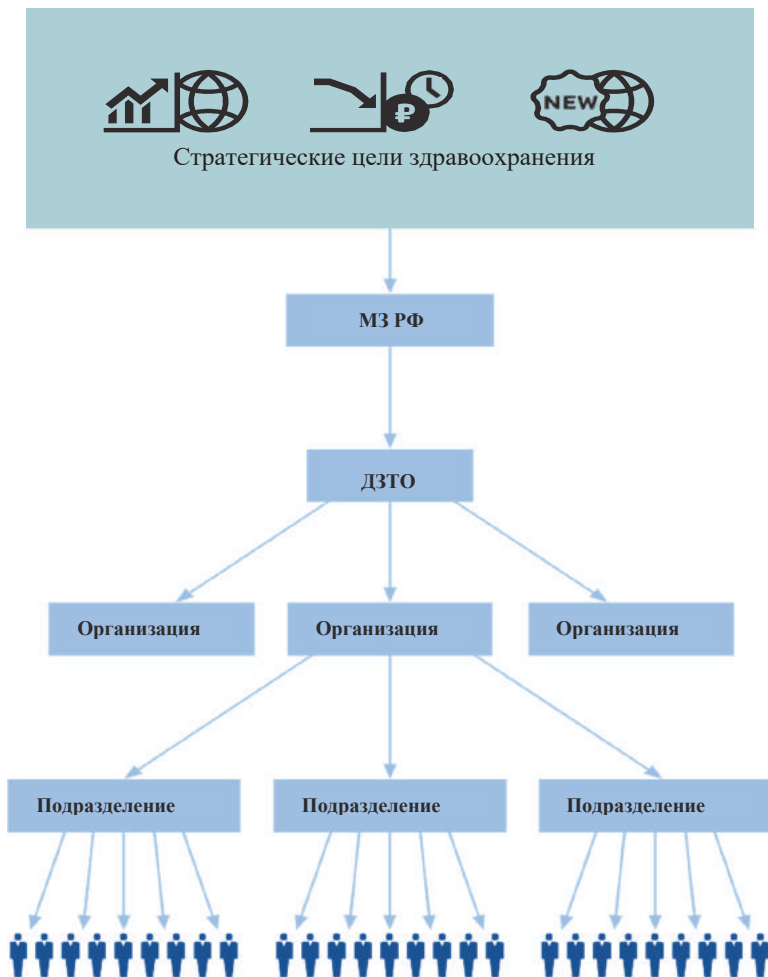 NEW
₽
Стратегические цели здравоохранения
МЗ РФ
ДЗТО
Организация
Организация
Организация
Подразделение
Подразделение
Подразделение